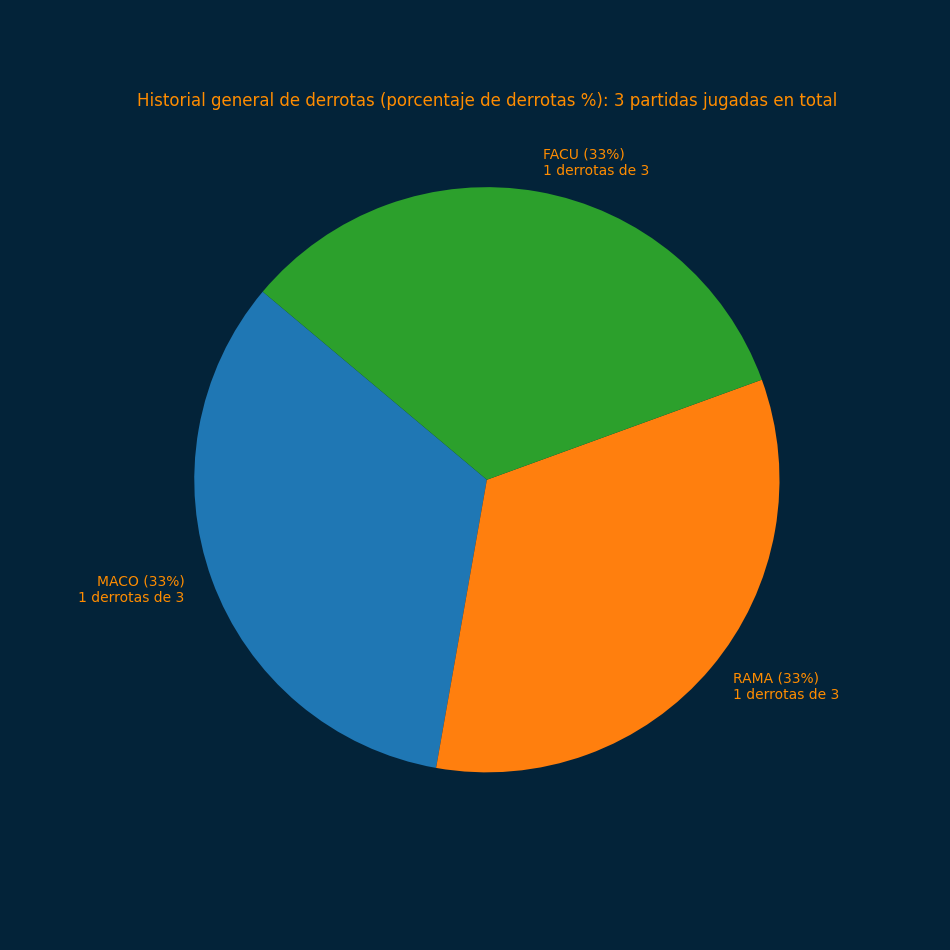 Historial general de derrotas (porcentaje de derrotas %): 3 partidas jugadas en total
FACU (33%)
1 derrotas de 3
MACO (33%)
1 derrotas de 3
RAMA (33%)
1 derrotas de 3